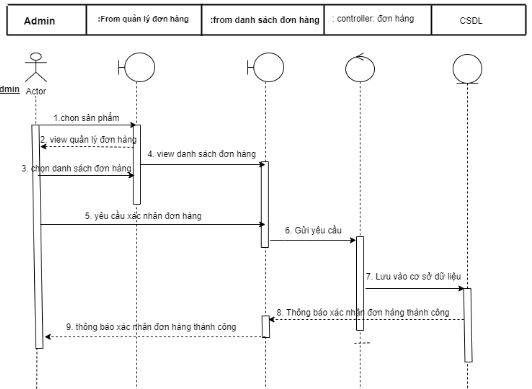 Admin
:From quản lý đơn hàng
:from danh sách đơn hàng
: controller: đơn hàng
CSDL
dmin
Actor
1.chọn sản phẩm
2. view quản lý đơn hàng
3. chọn danh sách đơn hàng
4. view danh sách đơn hàng
5. yêu cầu xác nhận đơn hàng
6. Gửi yêu cầu
7. Lưu vào cơ sở dữ liệu
8. Thông báo xác nhận đơn hàng thành công
9. thông báo xác nhận đơn hàng thành công